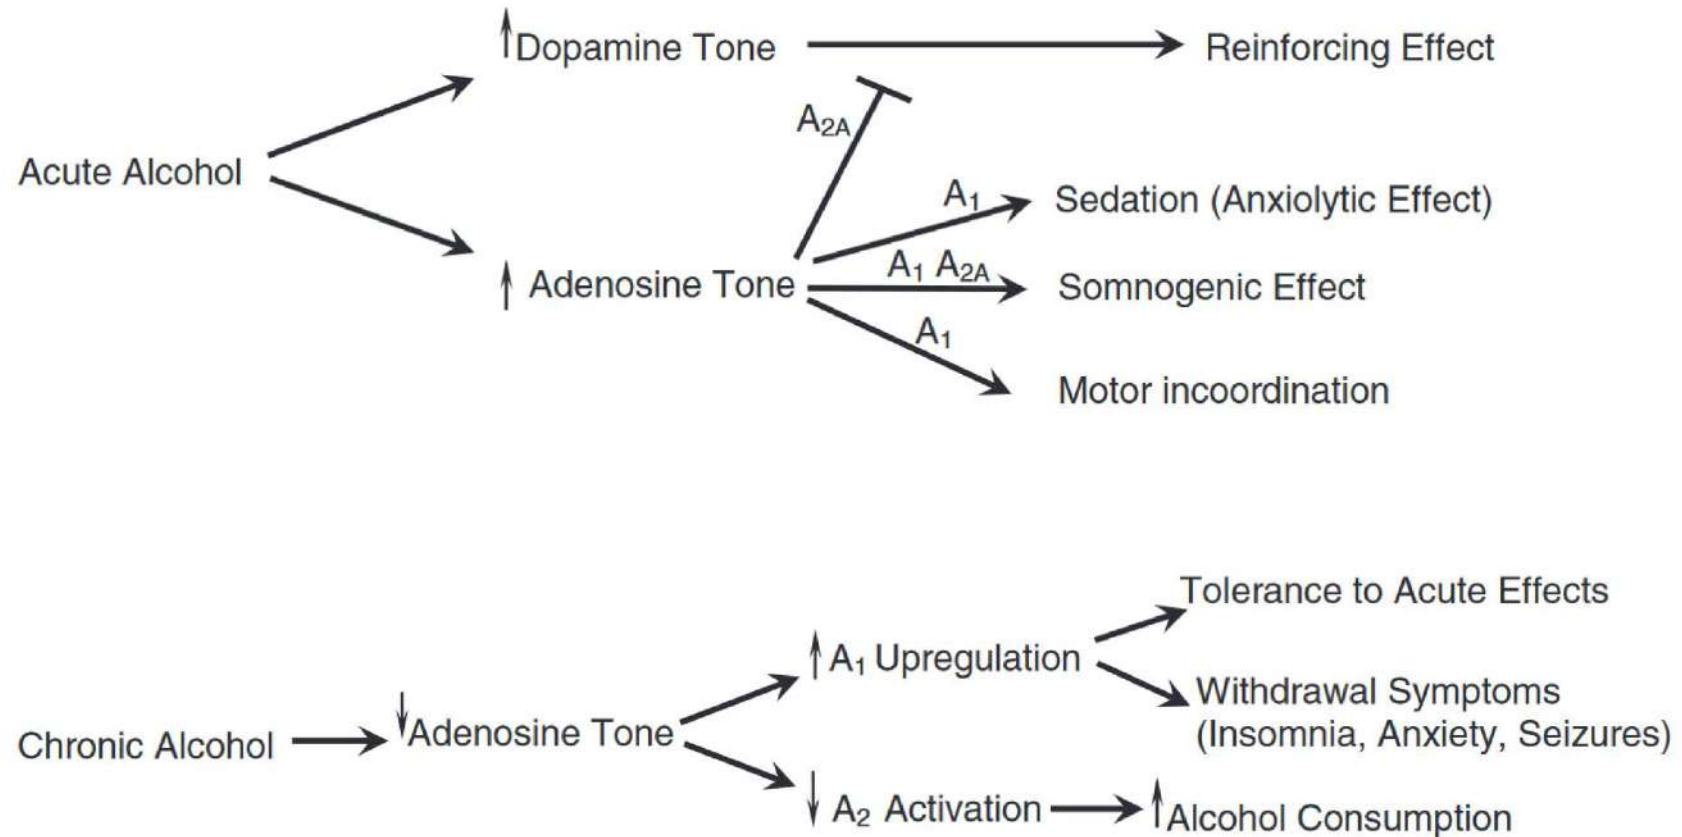 ↑Dopamine Tone
Reinforcing Effect
A2A
Acute Alcohol
A1
Sedation (Anxiolytic Effect)
A1 A2A
↑ Adenosine Tone
Somnogenic Effect
A1
Motor incoordination
Tolerance to Acute Effects
↑A1 Upregulation
Withdrawal Symptoms
(Insomnia, Anxiety, Seizures)
Chronic Alcohol
↓Adenosine Tone
↓ A2 Activation
↑Alcohol Consumption